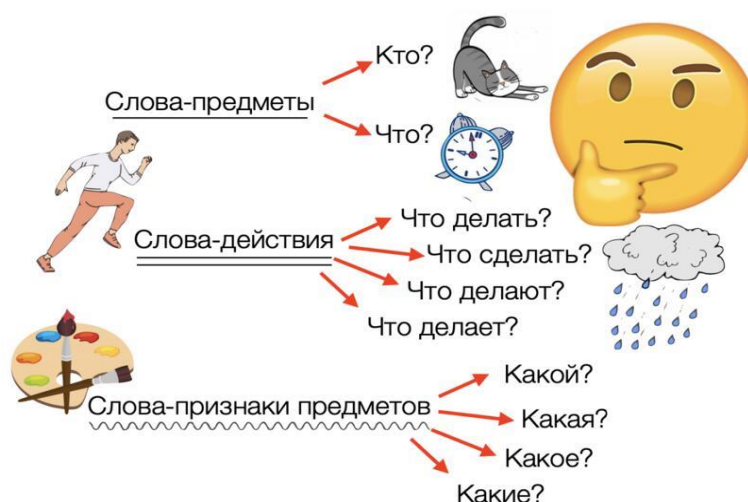 Кто?
Слова-предметы
Что?
Что делать?
Слова-действия
Что сделать?
Что делают?
Что делает?
Какой?
Слова-признаки предметов
Какая?
Какое?
Какие?